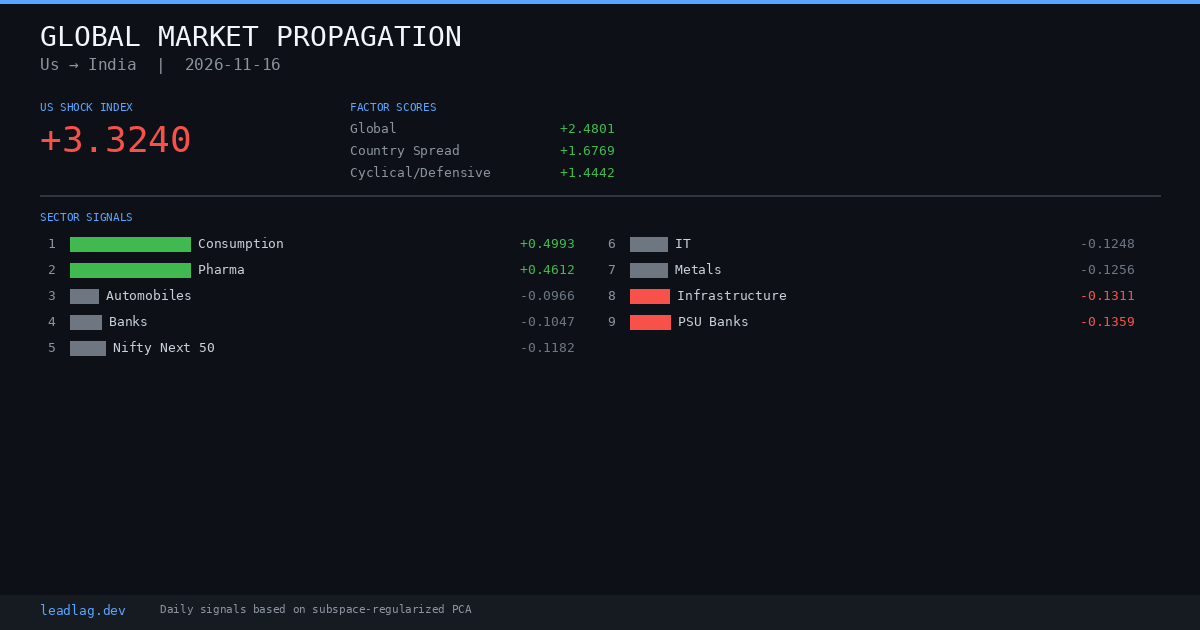 GLOBAL MARKET PROPAGATION
Us → India | 2026-11-16
US SHOCK INDEX
+3.3240
FACTOR SCORES
Global +2.4801
Country Spread +1.6769
Cyclical/Defensive +1.4442
SECTOR SIGNALS
1 Consumption +0.4993
2 Pharma +0.4612
3 Automobiles -0.0966
4 Banks -0.1047
5 Nifty Next 50 -0.1182
6 IT -0.1248
7 Metals -0.1256
8 Infrastructure -0.1311
9 PSU Banks -0.1359
leadlag.dev Daily signals based on subspace-regularized PCA